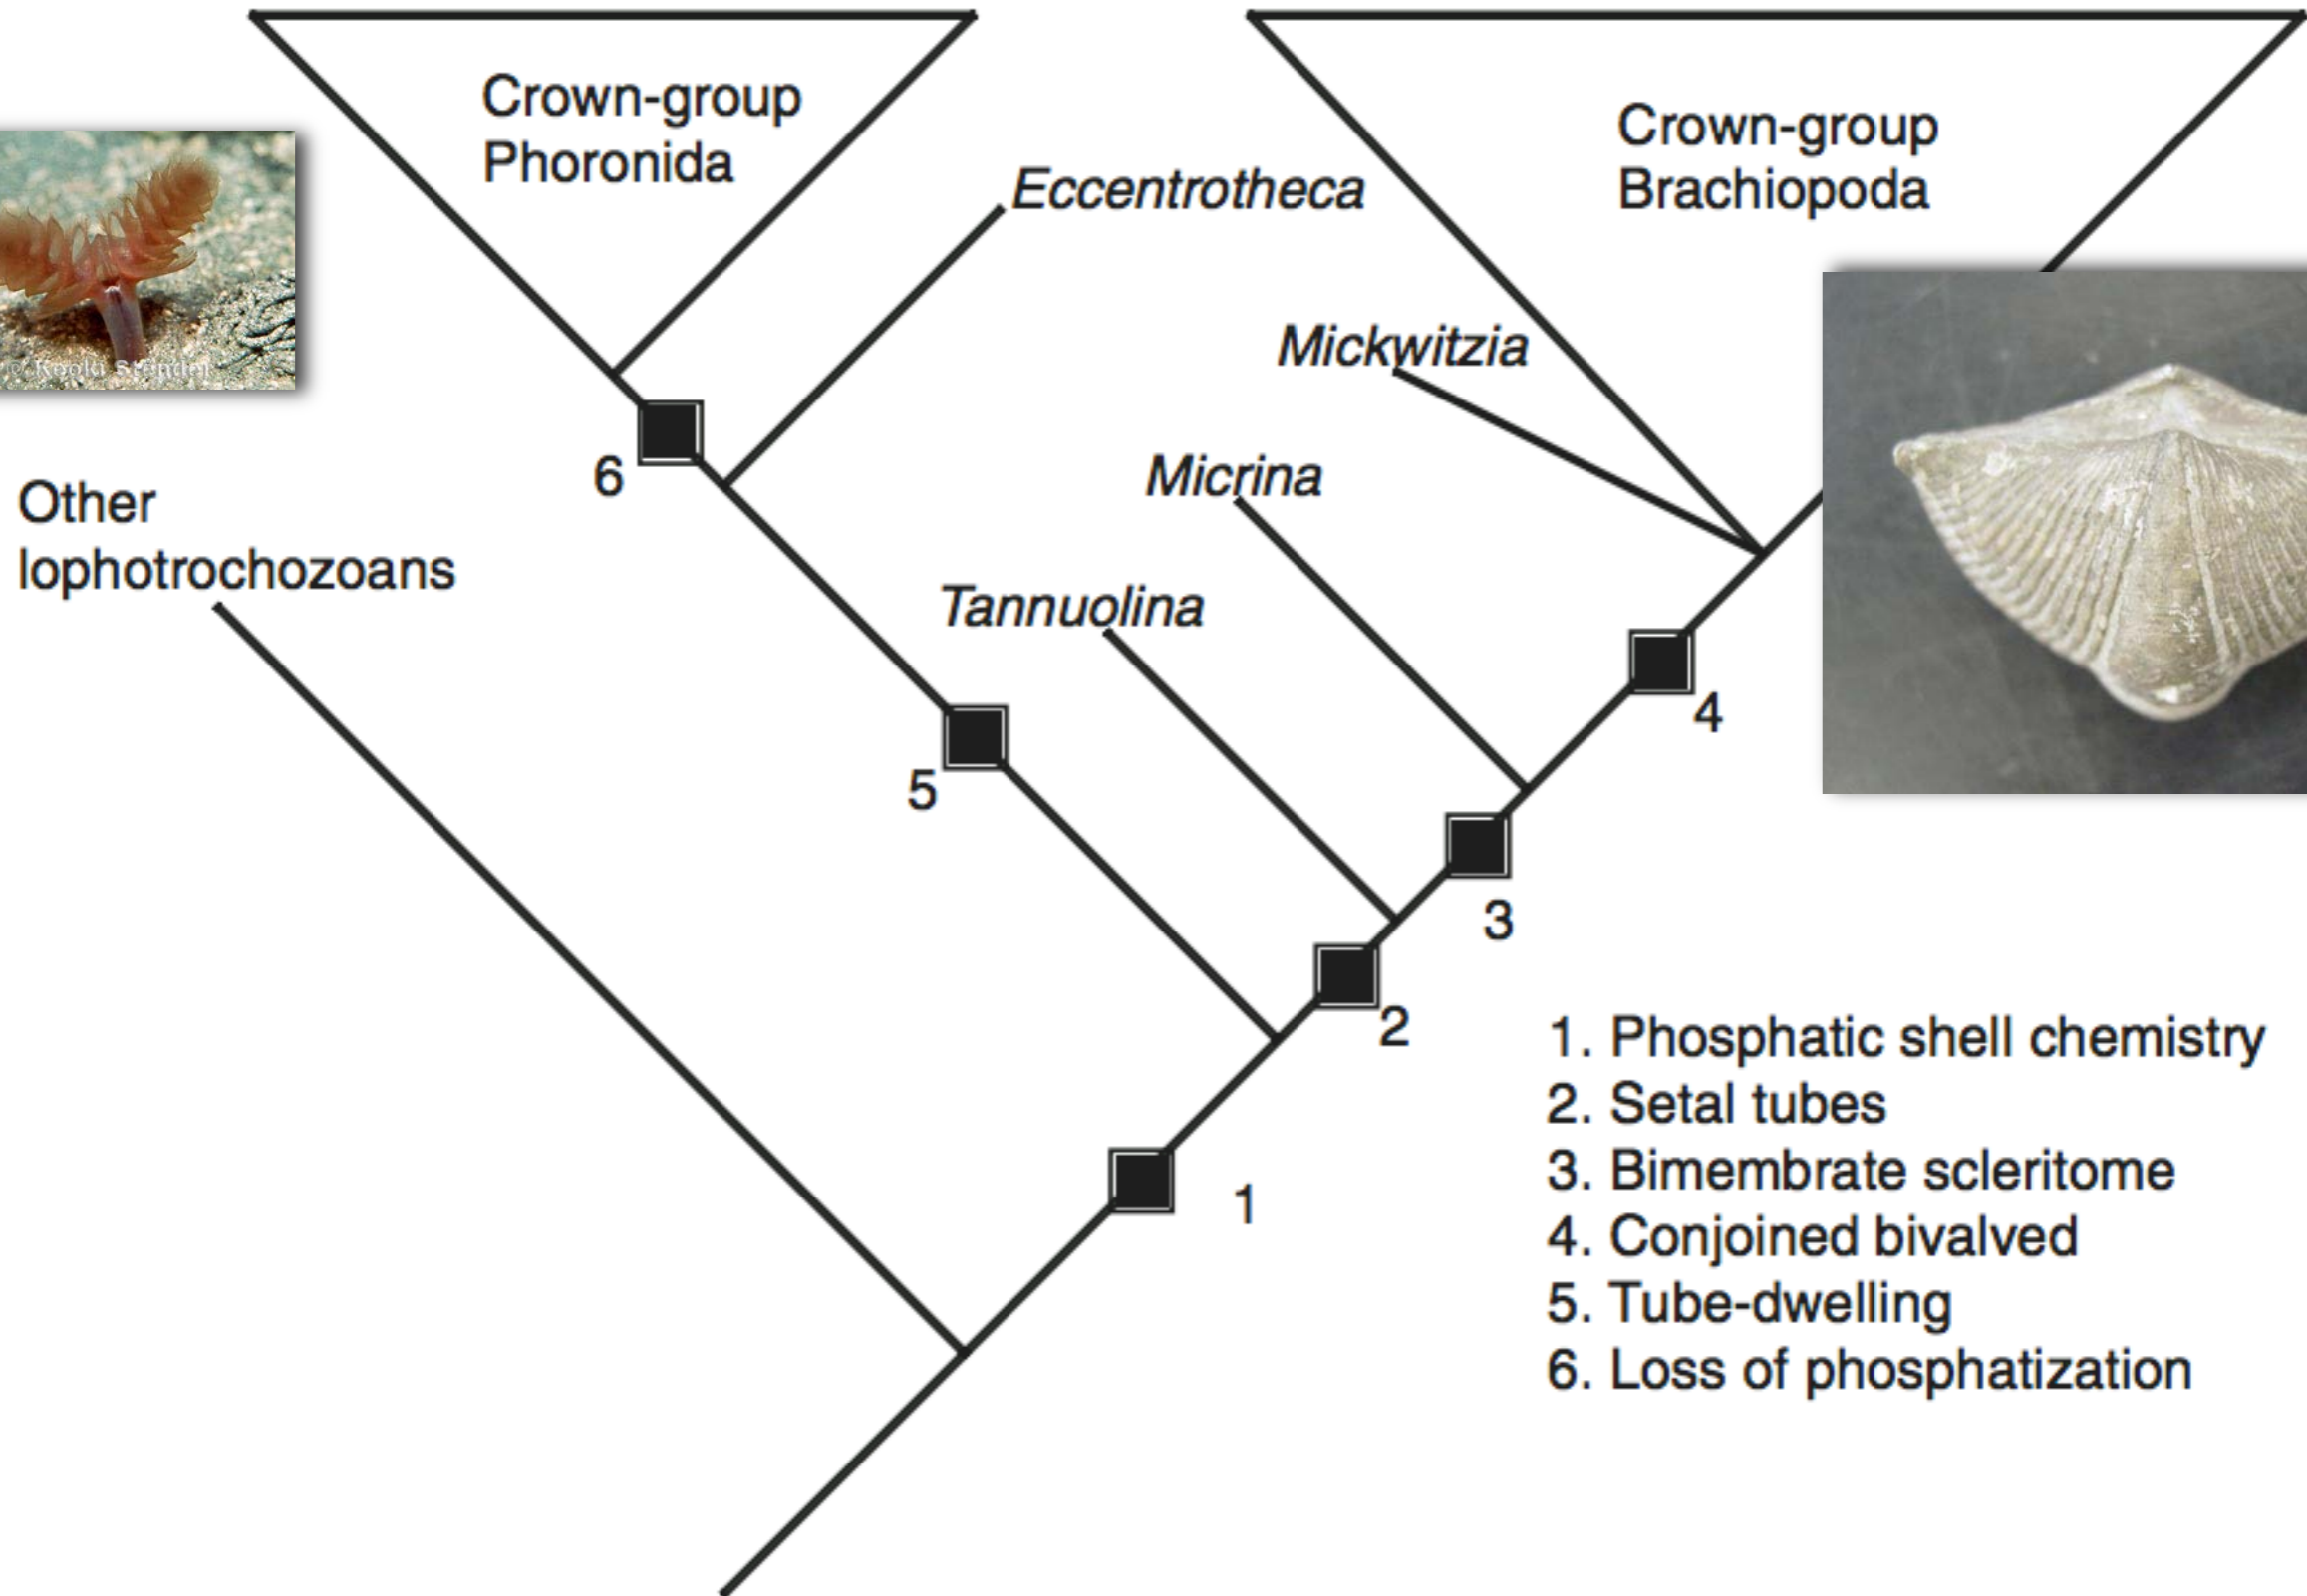 Crown-group
Phoronida
Crown-group
Brachiopoda
Eccentrotheca
Mickwitzia
© Keoki Stender
Micrina
6
Other
lophotrochozoans
Tannuolina
4
5
3
2
1
1. Phosphatic shell chemistry
2. Setal tubes
3. Bimembrate scleritome
4. Conjoined bivalved
5. Tube-dwelling
6. Loss of phosphatization